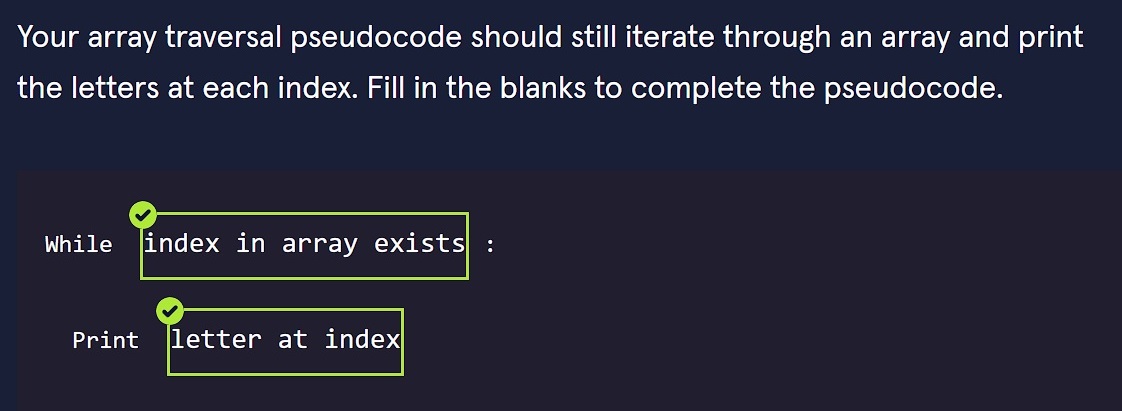 Your array traversal pseudocode should still iterate through an array and print
the letters at each index. Fill in the blanks to complete the pseudocode.
While index in array exists :
Print letter at index